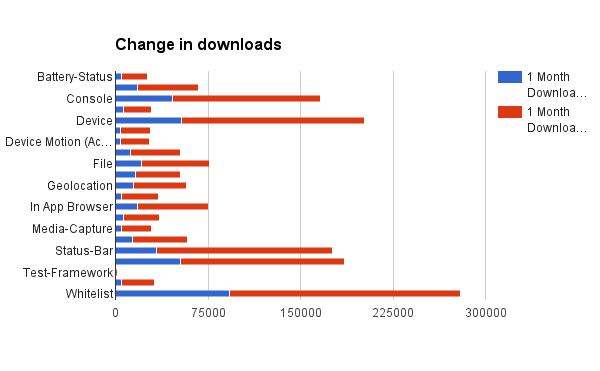 Change in downloads
Battery-Status
Console
Device
Device Motion (Ac…
File
Geolocation
In App Browser
Media-Capture
Status-Bar
Test-Framework
Whitelist
0
75000
150000
225000
300000
1 Month
Downloa…
1 Month
Downloa…